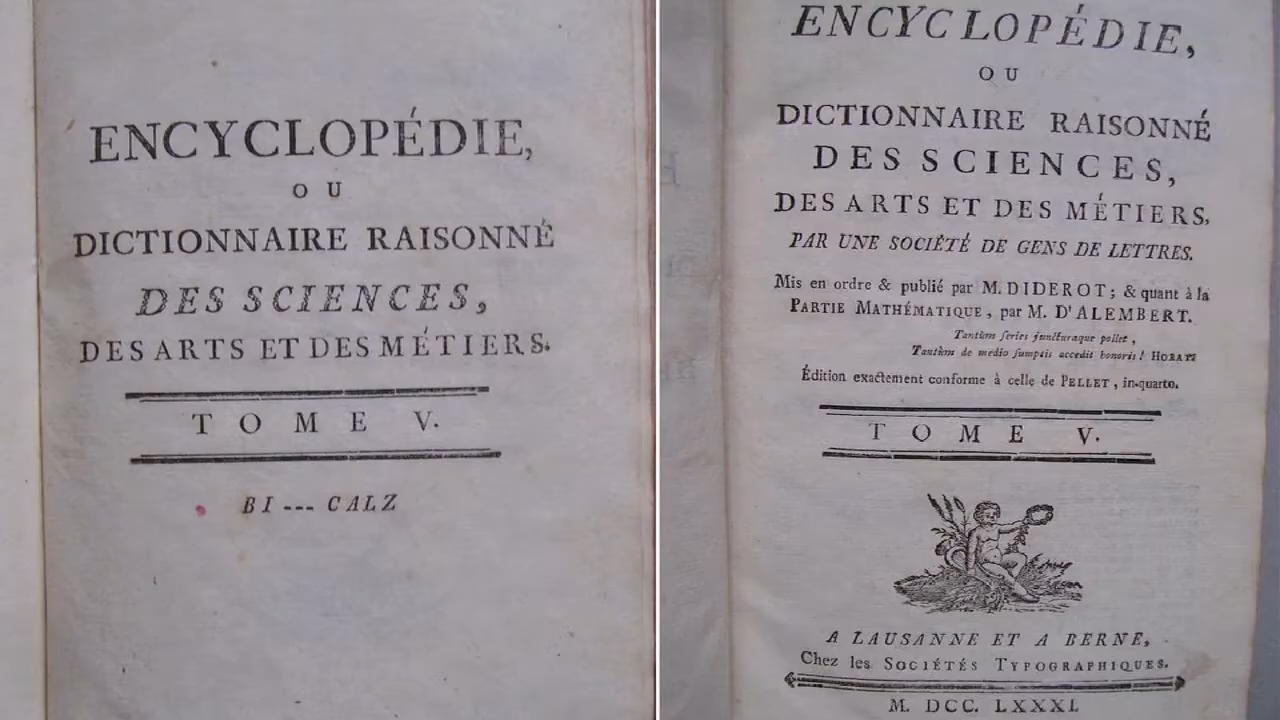 ENCYCLOPÉDIE,
OU
DICTIONNAIRE RAISONNÉ
DES SCIENCES,
DES ARTS ET DES MÉTIERS.
TOME V.
BI --- CALZ
ENCYCLOPÉDIE,
OU
DICTIONNAIRE RAISONNÉ
DES SCIENCES,
DES ARTS ET DES MÉTIERS,
PAR UNE SOCIÉTÉ DE GENS DE LETTRES.
Mis en ordre & publié par M. DIDEROT; & quant à la
PARTIE MATHÉMATIQUE, par M. D'ALEMBERT.
Tantùm ſeries juncturaque pollet,
Tantùm de medio ſumptis accedit honoris! HORAT.
Édition exactement conforme à celle de PELLET, in-quarto.
TOME V.
A LAUSANNE ET A BERNE,
Chez les SOCIÉTÉS TYPOGRAPHIQUES.
M. DCC. LXXXI.